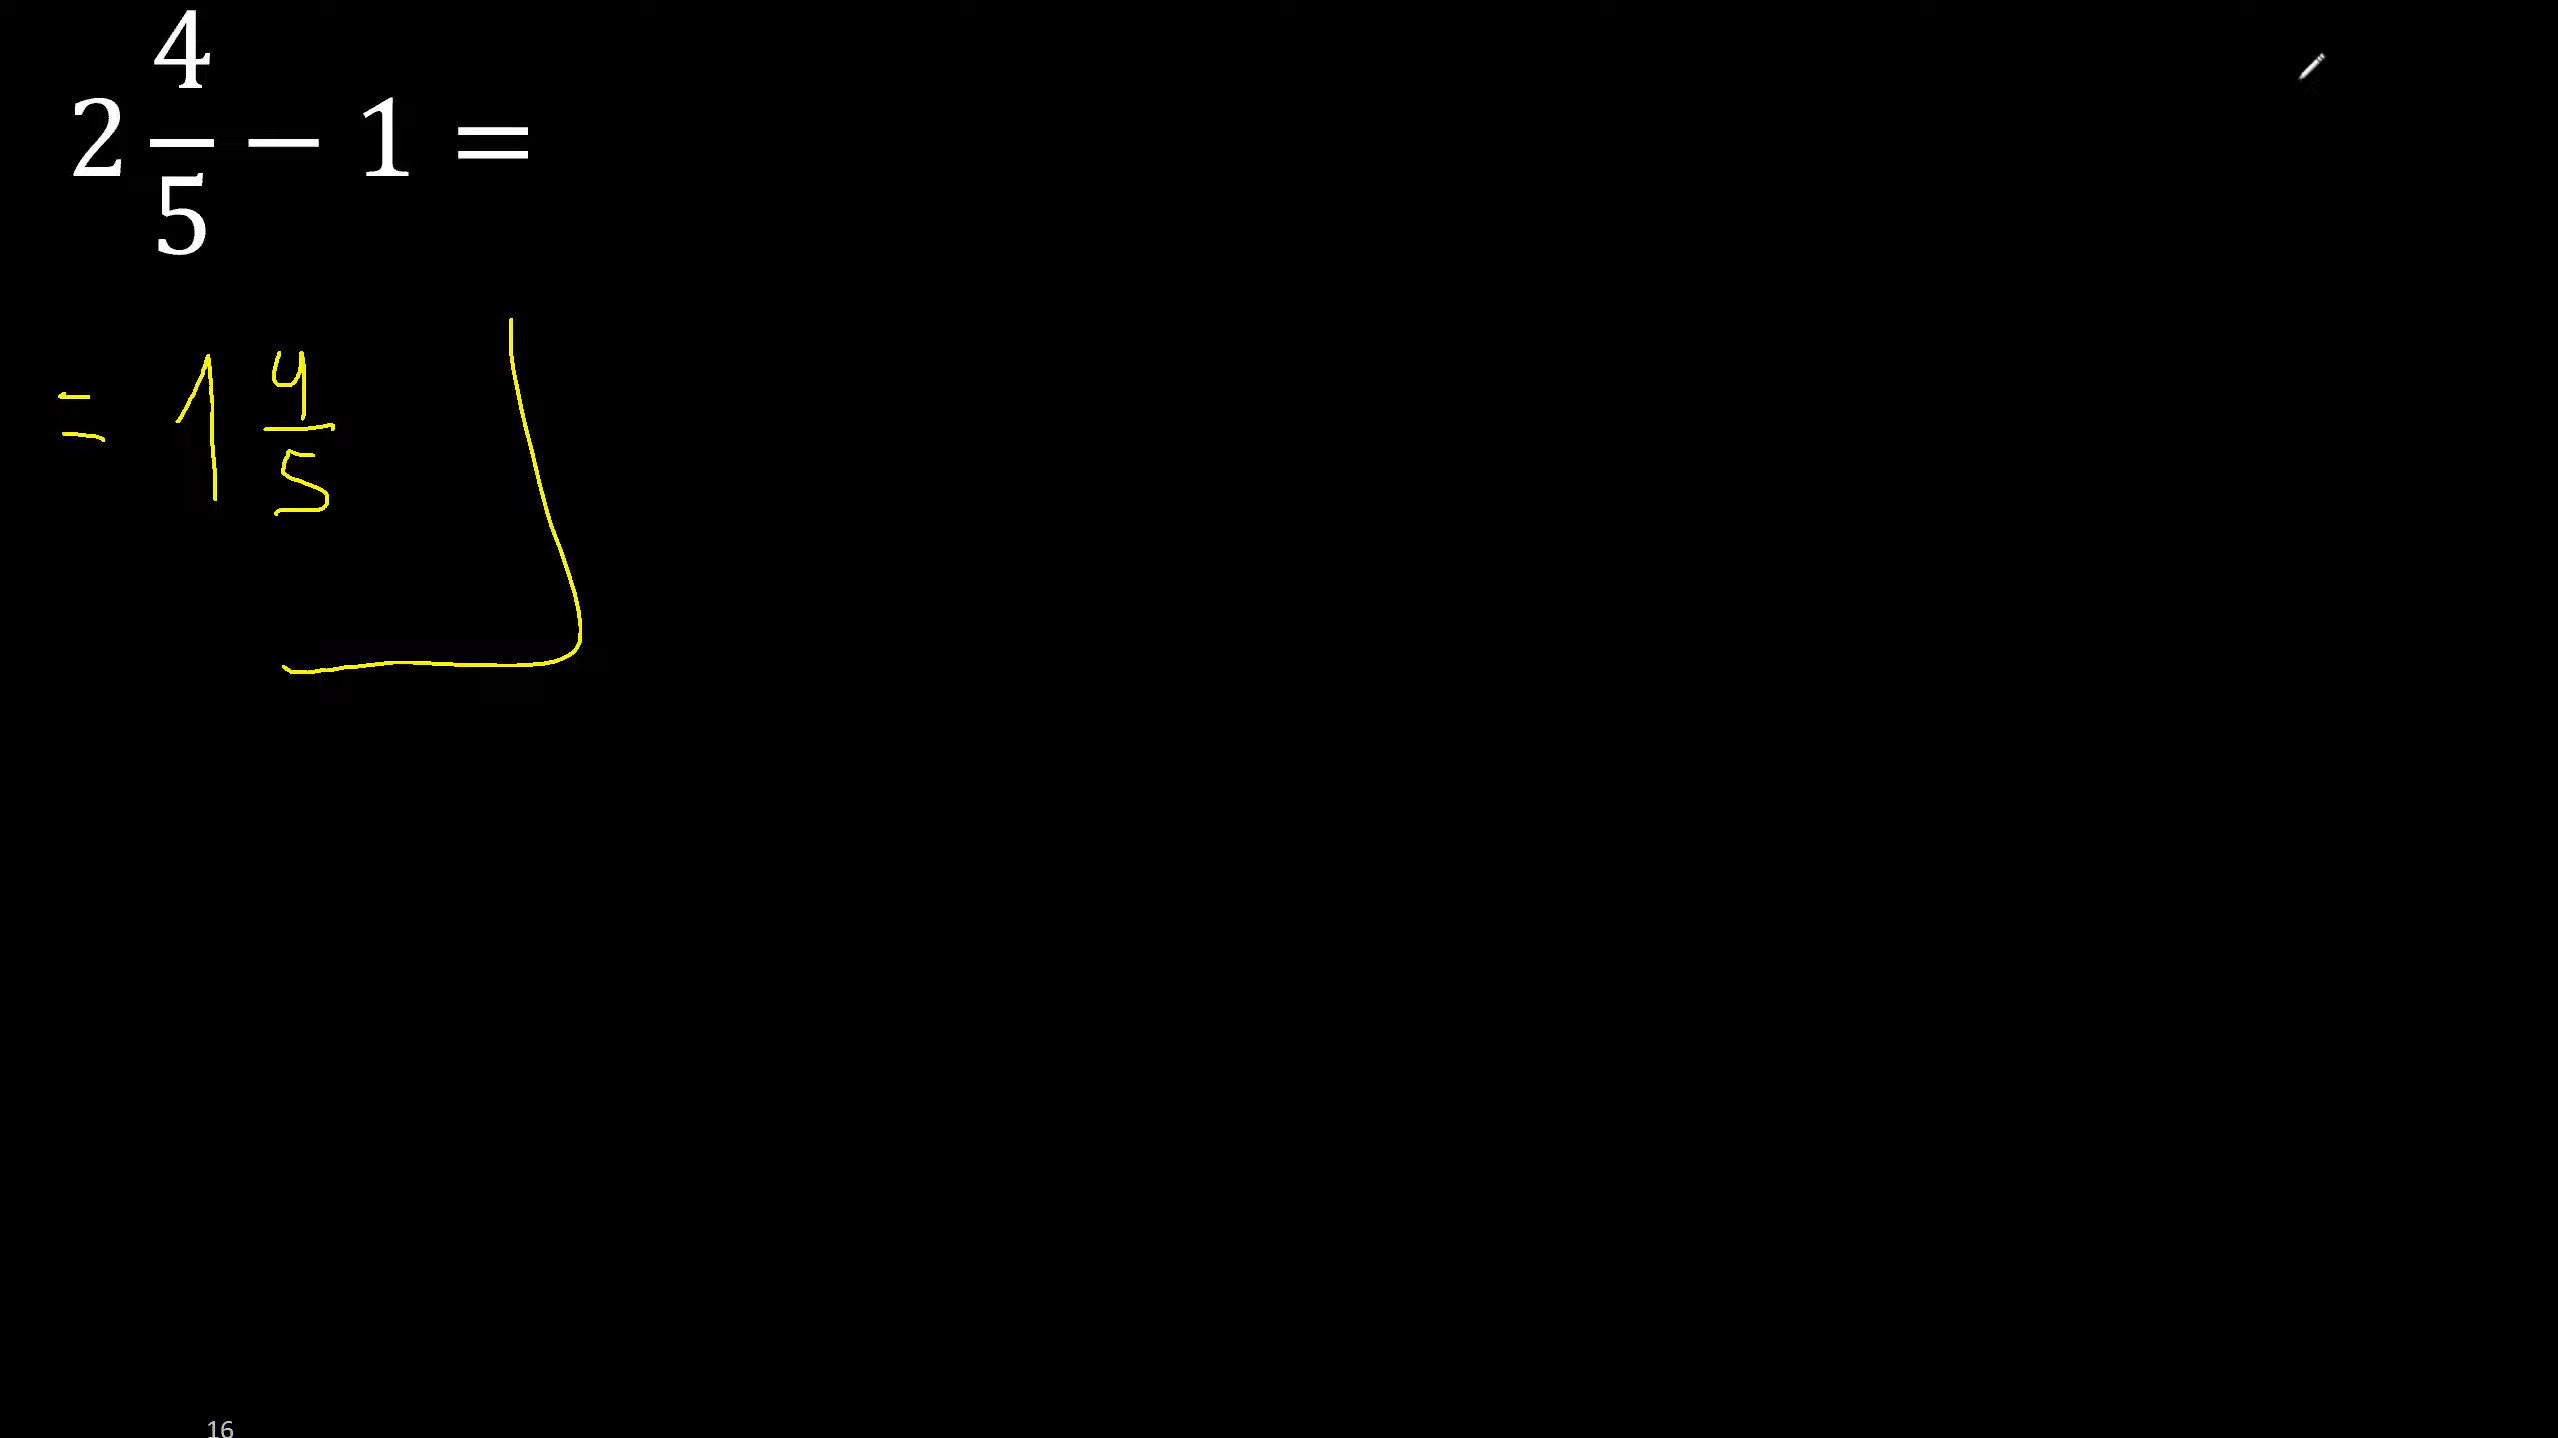 2 4/5 − 1 =
= 1 4/5
16